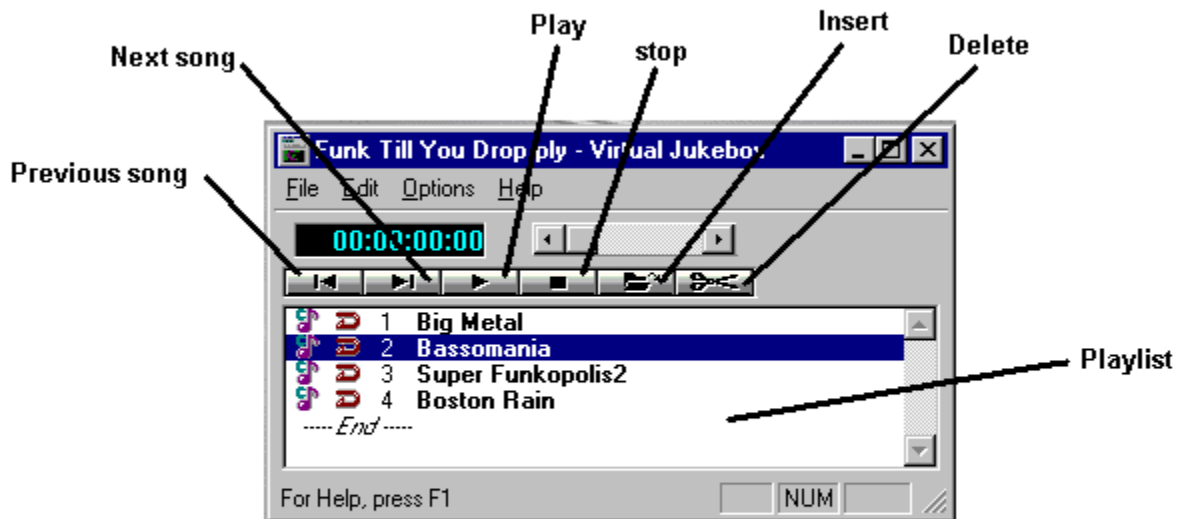 Play
Insert
Next song
stop
Delete
Funk Till You Drop.ply - Virtual Jukebox
Previous song
File Edit Options Help
00:00:00:00
1 Big Metal
2 Bassomania
3 Super Funkopolis2
Playlist
4 Boston Rain
----- End -----
For Help, press F1
NUM